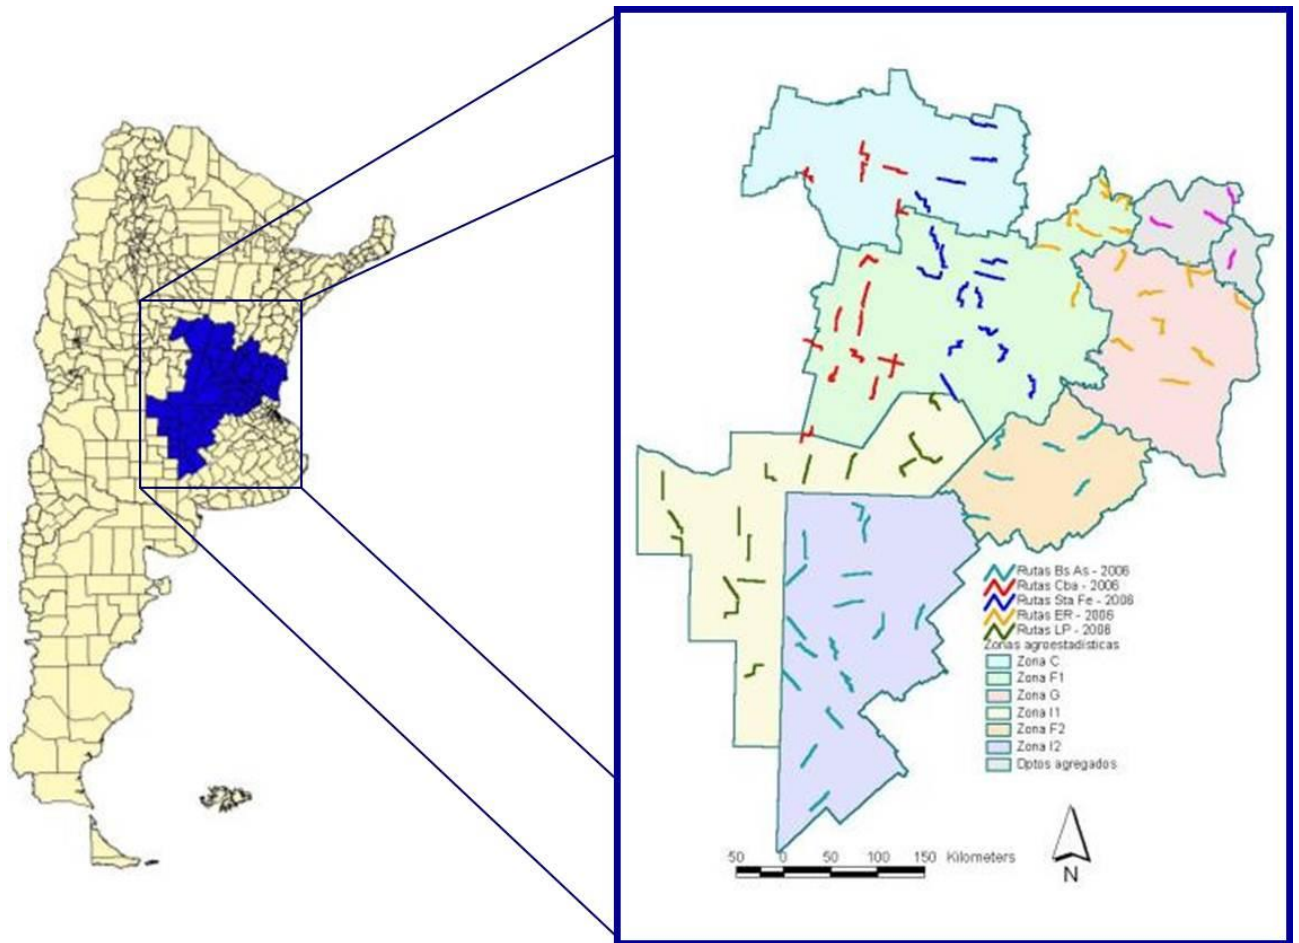 Rutas Bs As - 2006
Rutas Cba - 2006
Rutas Sta Fe - 2006
Rutas ER - 2006
Rutas LP - 2006
Zonas agroestadísticas
Zona C
Zona F1
Zona G
Zona I1
Zona F2
Zona I2
Dptos agregados
50 0 50 100 150 Kilometers
N